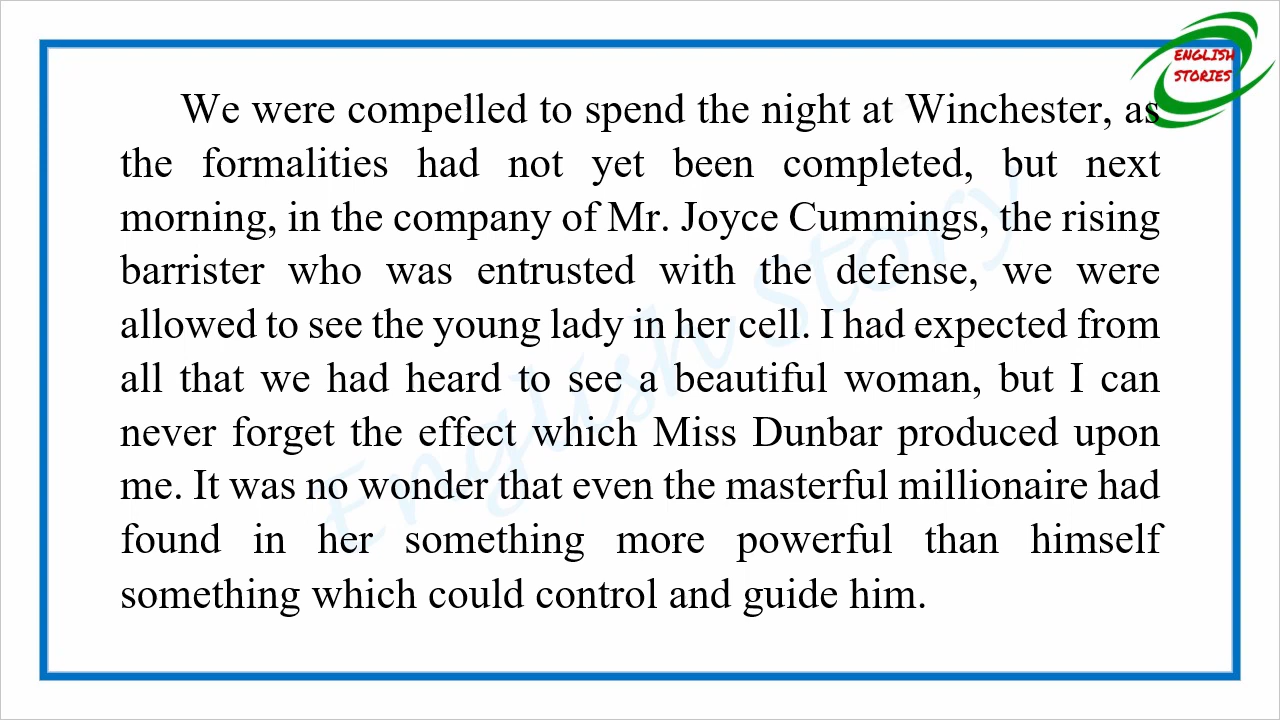 ENGLISH
STORIES
We were compelled to spend the night at Winchester, as
the formalities had not yet been completed, but next
morning, in the company of Mr. Joyce Cummings, the rising
barrister who was entrusted with the defense, we were
allowed to see the young lady in her cell. I had expected from
all that we had heard to see a beautiful woman, but I can
never forget the effect which Miss Dunbar produced upon
me. It was no wonder that even the masterful millionaire had
found in her something more powerful than himself
something which could control and guide him.
English Story